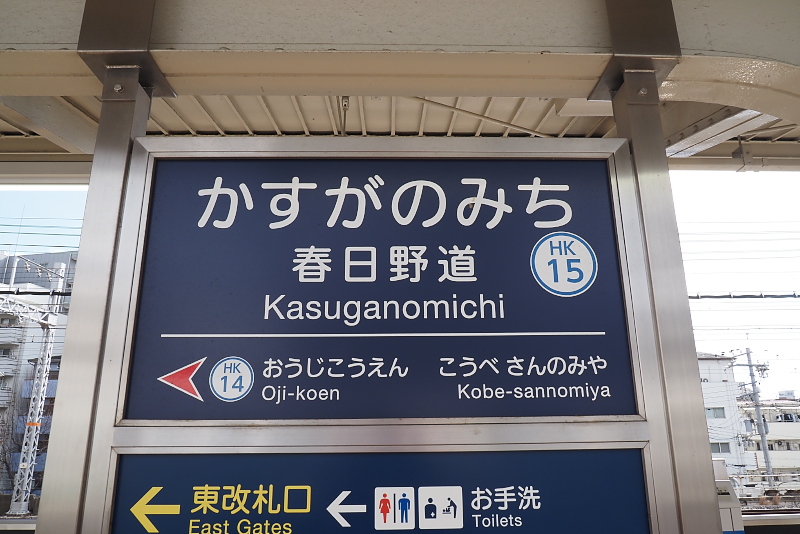 かすがのみち
春日野道
HK
15
Kasuganomichi
HK
14
おうじこうえん こうべ さんのみや
Oji-koen Kobe-sannomiya
東改札口 お手洗
East Gates Toilets